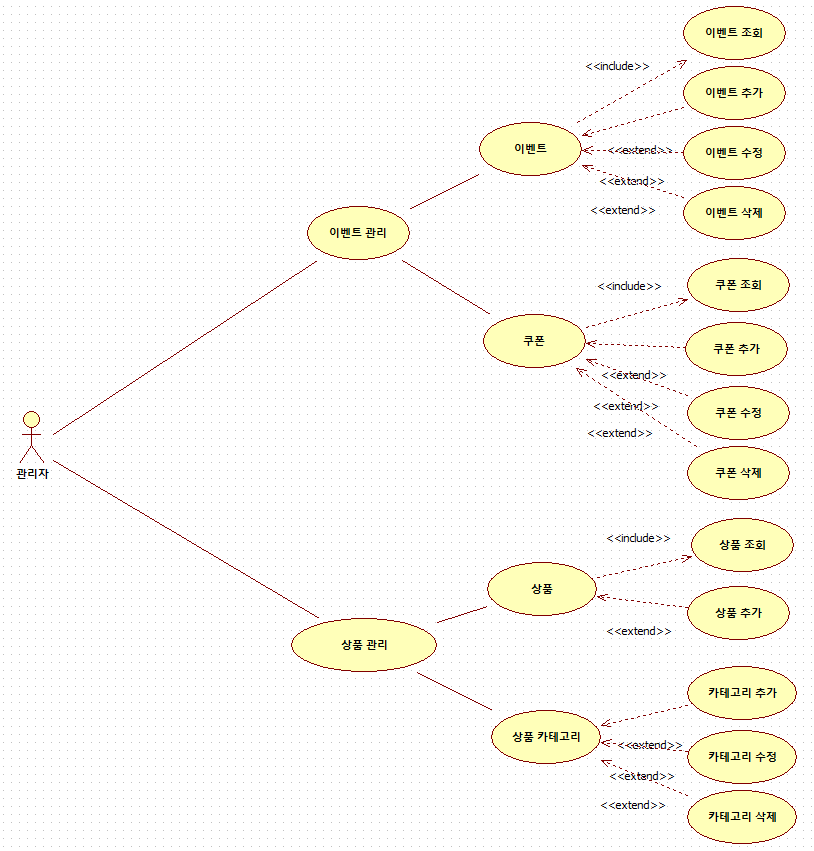 이벤트 조회
<<include>>
이벤트 추가
이벤트
<<extend>>
이벤트 수정
<<extend>>
<<extend>>
이벤트 삭제
이벤트 관리
쿠폰 조회
<<include>>
쿠폰
쿠폰 추가
<<extend>>
<<extend>>
쿠폰 수정
<<extend>>
쿠폰 삭제
관리자
<<include>>
상품 조회
상품
상품 추가
<<extend>>
상품 관리
카테고리 추가
상품 카테고리
<<extend>>
카테고리 수정
<<extend>>
<<extend>>
카테고리 삭제